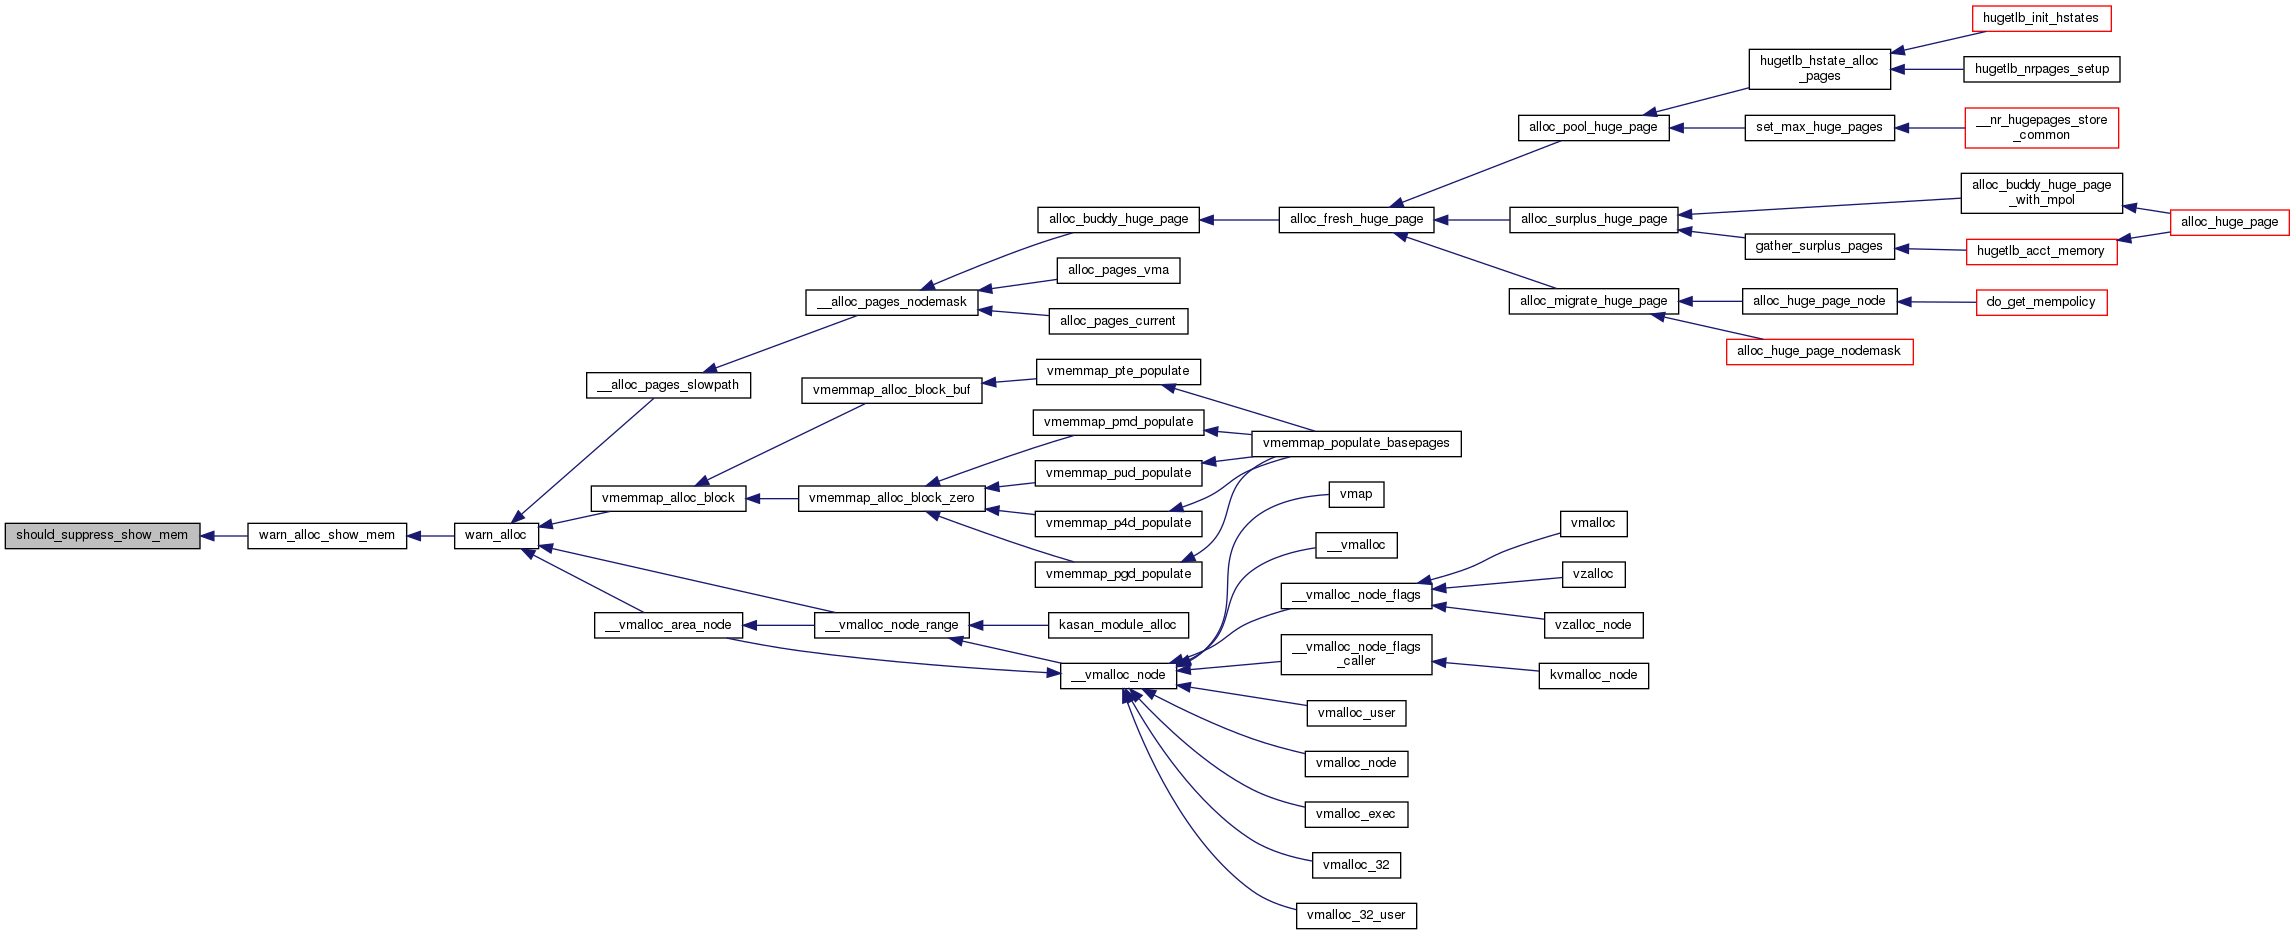 hugetlb_init_hstates
hugetlb_hstate_alloc
_pages
hugetlb_nrpages_setup
alloc_pool_huge_page
set_max_huge_pages
__nr_hugepages_store
_common
alloc_buddy_huge_page
_with_mpol
alloc_buddy_huge_page
alloc_fresh_huge_page
alloc_surplus_huge_page
alloc_huge_page
gather_surplus_pages
hugetlb_acct_memory
alloc_pages_vma
__alloc_pages_nodemask
alloc_migrate_huge_page
alloc_huge_page_node
do_get_mempolicy
alloc_pages_current
alloc_huge_page_nodemask
__alloc_pages_slowpath
vmemmap_alloc_block_buf
vmemmap_pte_populate
vmemmap_pmd_populate
vmemmap_populate_basepages
vmemmap_pud_populate
vmemmap_alloc_block
vmemmap_alloc_block_zero
vmap
vmemmap_p4d_populate
vmalloc
should_suppress_show_mem
warn_alloc_show_mem
warn_alloc
__vmalloc
vmemmap_pgd_populate
vzalloc
__vmalloc_node_flags
__vmalloc_area_node
__vmalloc_node_range
kasan_module_alloc
vzalloc_node
__vmalloc_node_flags
_caller
__vmalloc_node
kvmalloc_node
vmalloc_user
vmalloc_node
vmalloc_exec
vmalloc_32
vmalloc_32_user